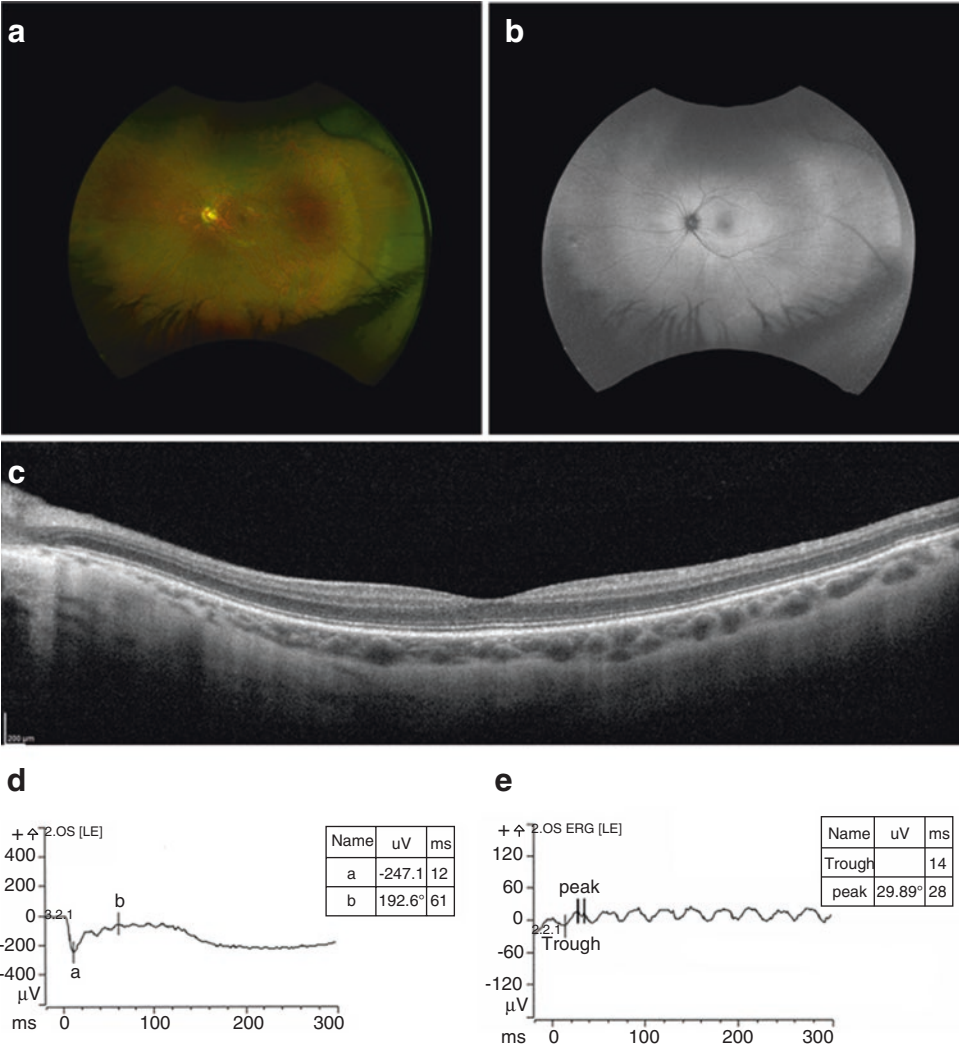 a
b
c
200 µm
d
e
+ 2.OS [LE]
400
200
0
-200
-400
µV
ms 0 100 200 300
3.2.1
b
a
Name uV ms
a -247.1 12
b 192.6° 61
+ 2.OS ERG [LE]
120
60
0
-60
-120
µV
ms 0 100 200 300
peak
2.2.1
Trough
Name uV ms
Trough 14
peak 29.89° 28